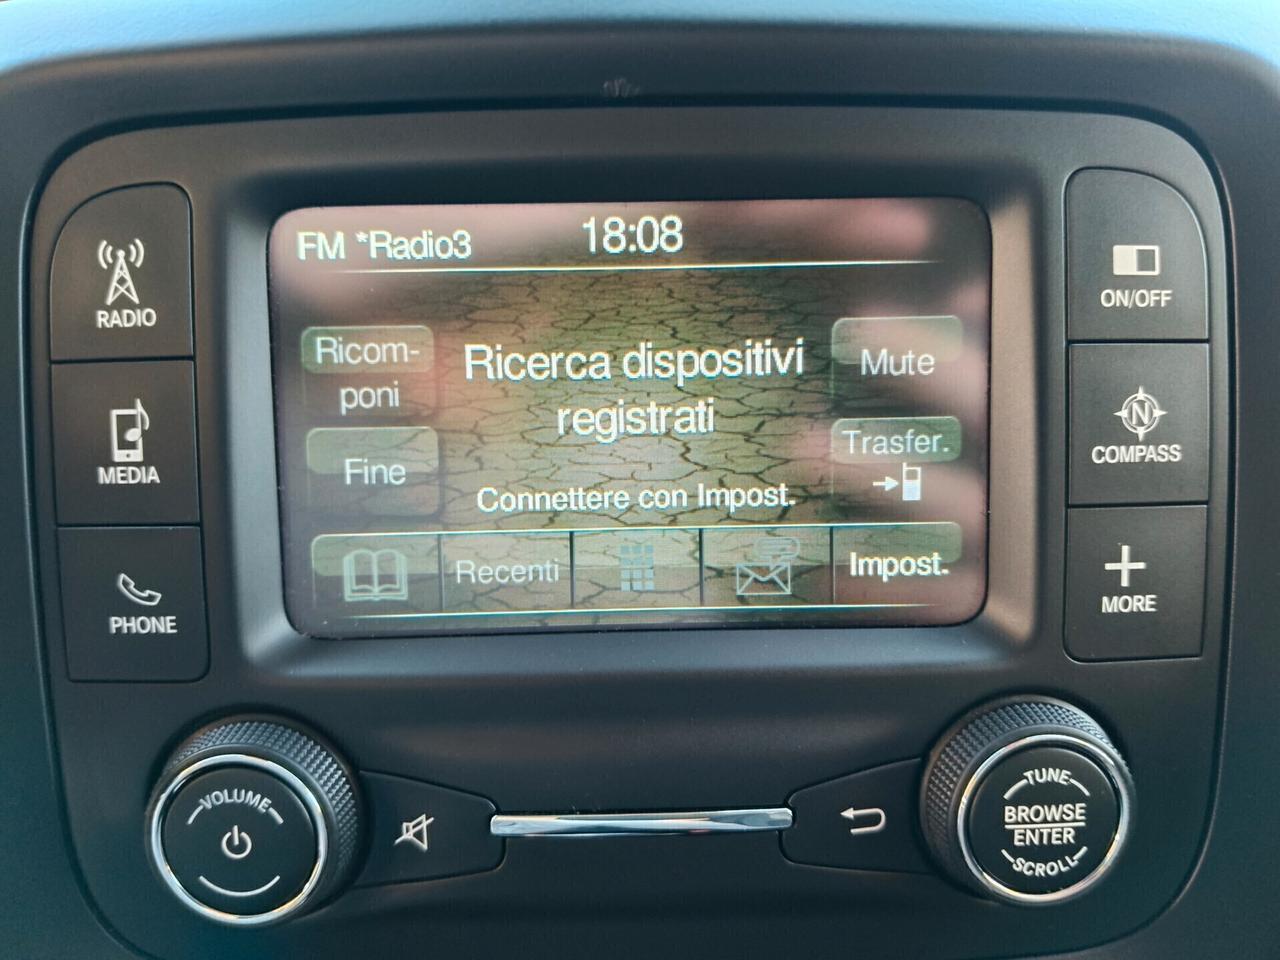 FM *Radio3 18:08
Ricom-
poni
Ricerca dispositivi
registrati
Mute
Fine
Trasfer.
Connettere con Impost.
Recenti
Impost.
RADIO
MEDIA
PHONE
ON/OFF
N
COMPASS
MORE
VOLUME
TUNE
BROWSE
ENTER
SCROLL